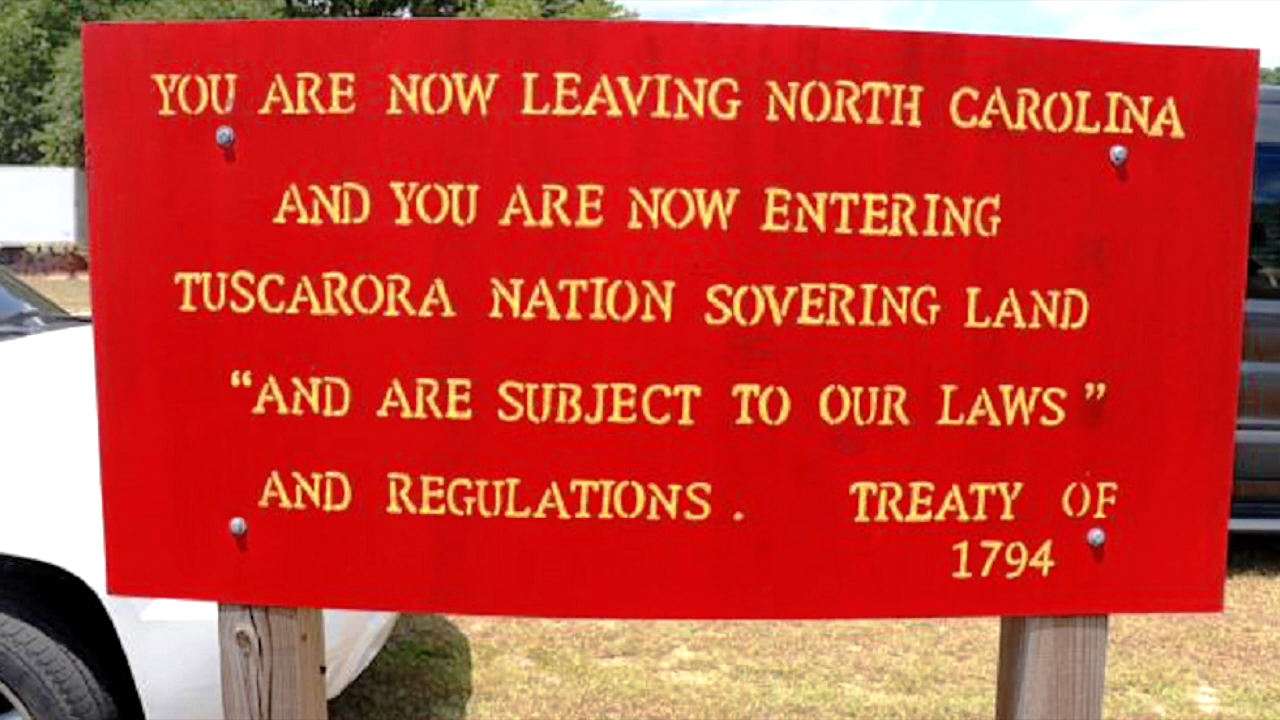 YOU ARE NOW LEAVING NORTH CAROLINA
AND YOU ARE NOW ENTERING
TUSCARORA NATION SOVERING LAND
“AND ARE SUBJECT TO OUR LAWS”
AND REGULATIONS. TREATY OF
1794